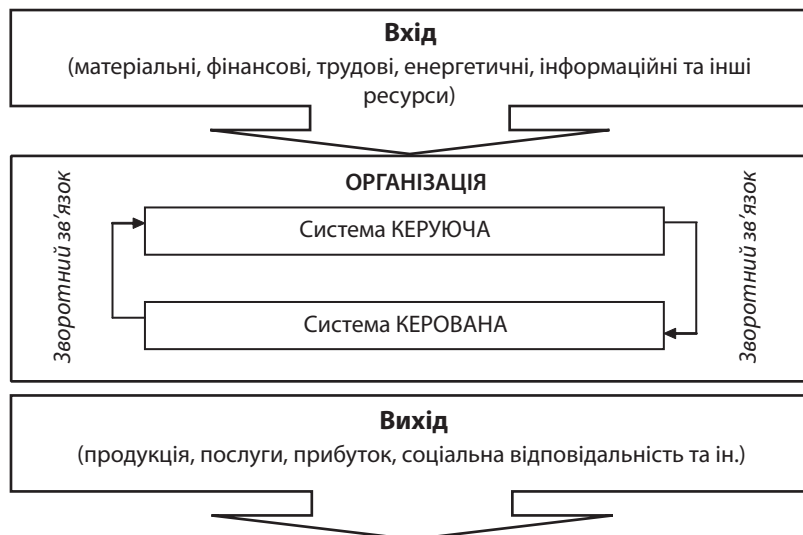 Вхід
(матеріальні, фінансові, трудові, енергетичні, інформаційні та інші
ресурси)
ОРГАНІЗАЦІЯ
Зворотний зв’язок
Система КЕРУЮЧА
Система КЕРОВАНА
Зворотний зв’язок
Вихід
(продукція, послуги, прибуток, соціальна відповідальність та ін.)